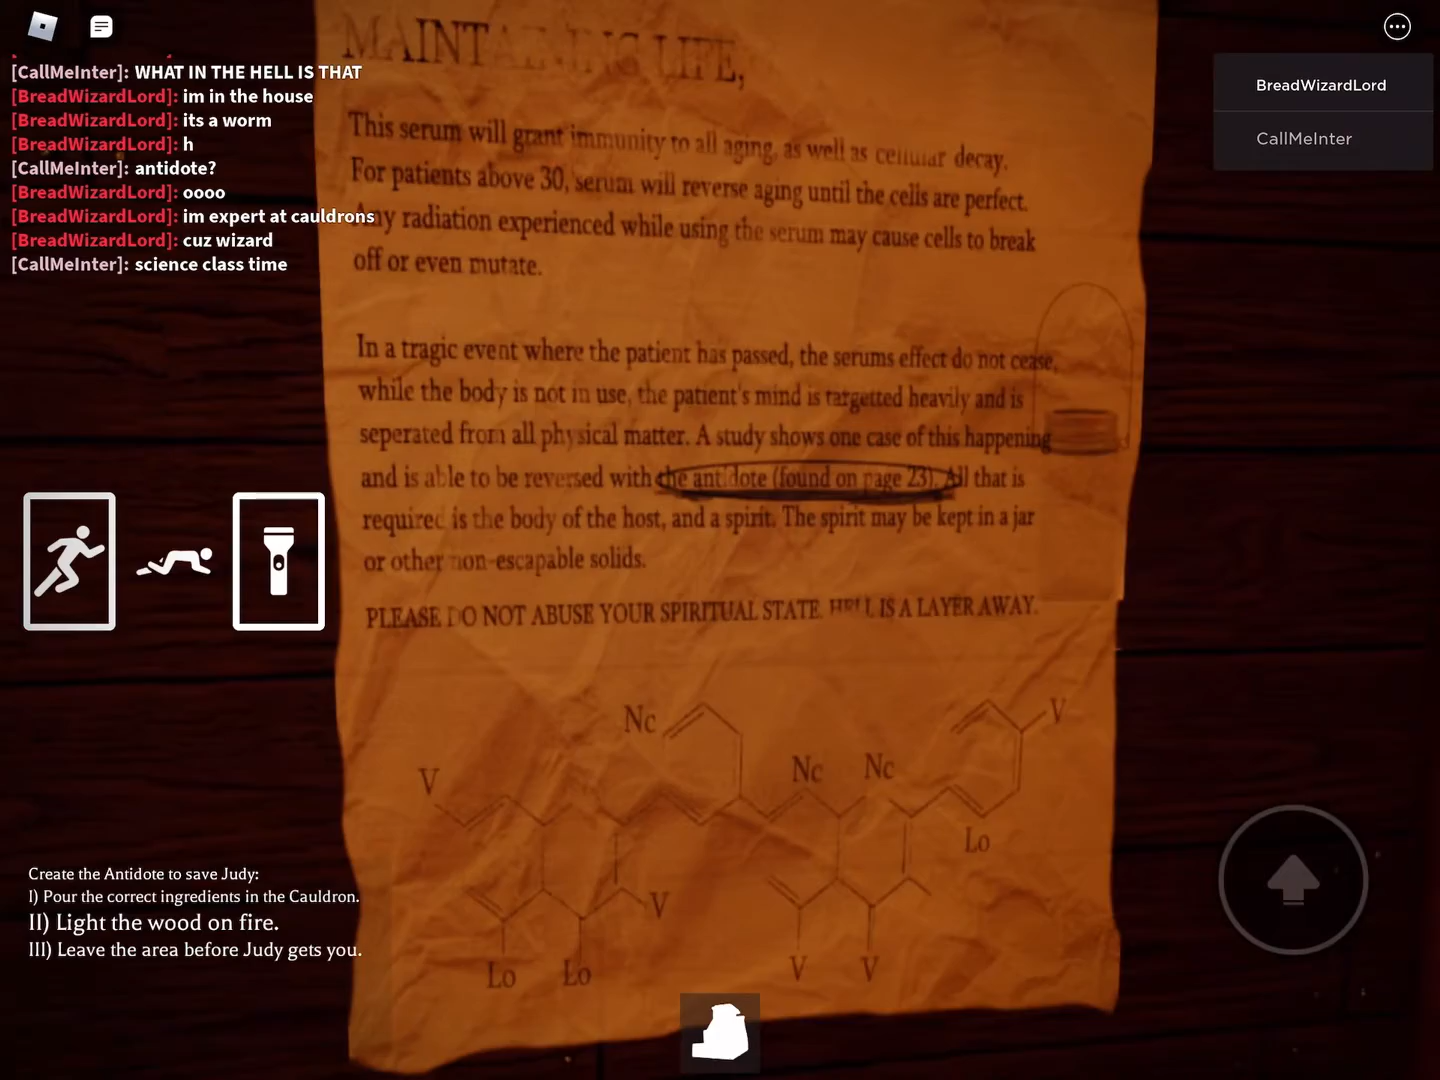 [CallMeInter]: WHAT IN THE HELL IS THAT
[BreadWizardLord]: im in the house
[BreadWizardLord]: its a worm
[BreadWizardLord]: h
[CallMeInter]: antidote?
[BreadWizardLord]: oooo
[BreadWizardLord]: im expert at cauldrons
[BreadWizardLord]: cuz wizard
[CallMeInter]: science class time
BreadWizardLord
CallMeInter
MAINTAINING LIFE,
This serum will grant immunity to all aging, as well as cellular decay.
For patients above 30, serum will reverse aging until the cells are perfect.
Any radiation experienced while using the serum may cause cells to break
off or even mutate.
In a tragic event where the patient has passed, the serums effect do not cease,
while the body is not in use, the patient's mind is targetted heavily and is
seperated from all physical matter. A study shows one case of this happening
and is able to be reversed with the antidote (found on page 23). All that is
required is the body of the host, and a spirit. The spirit may be kept in a jar
or other non-escapable solids.
PLEASE DO NOT ABUSE YOUR SPIRITUAL STATE. HELL IS A LAYER AWAY.
Nc
V
V
Nc
Nc
Lo
V
Lo
Lo
V
V
Create the Antidote to save Judy:
I) Pour the correct ingredients in the Cauldron.
II) Light the wood on fire.
III) Leave the area before Judy gets you.